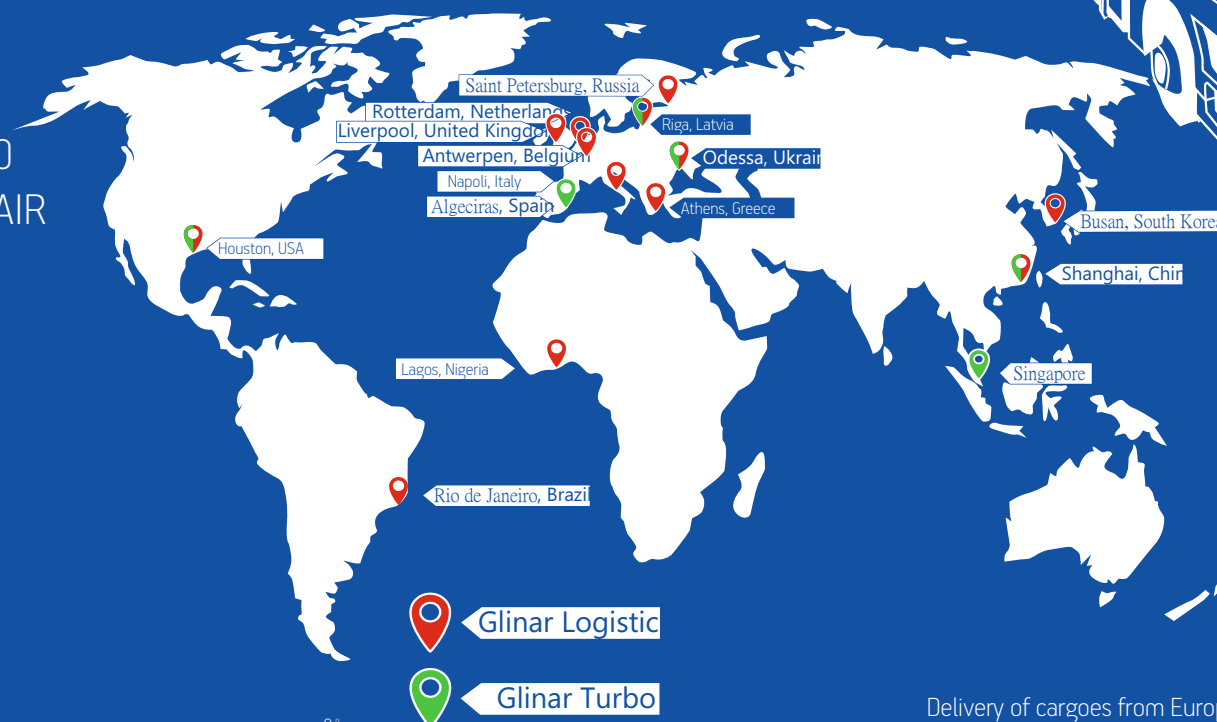 AIR
Saint Petersburg, Russia
Rotterdam, Netherland
Liverpool, United Kingdo
Riga, Latvia
Antwerpen, Belgium
Odessa, Ukrain
Napoli, Italy
Algeciras, Spain
Athens, Greece
Busan, South Korea
Houston, USA
Shanghai, Chin
Lagos, Nigeria
Singapore
Rio de Janeiro, Brazil
Glinar Logistic
Glinar Turbo
Delivery of cargoes from Euro